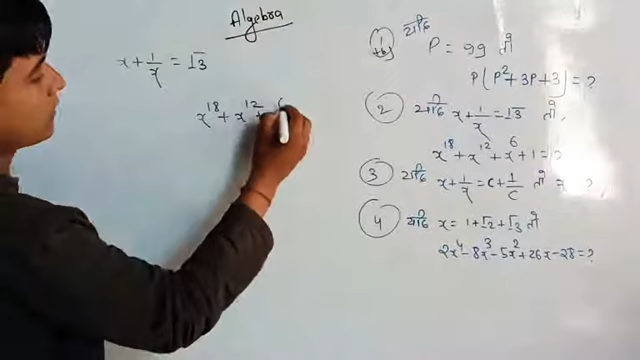 Algebra
x + 1/x = √3
x^18 + x^12 + 6
1 यदि
P = 99 तो
P(P² + 3P + 3) = ?
2 यदि x + 1/x = √3 तो,
x^18 + x^12 + x^6 + 1 = ?
3 यदि x + 1/x = c + 1/c तो x = ?
4 यदि x = 1 + √2 + √3 तो
2x⁴ - 8x³ - 5x² + 26x - 28 = ?